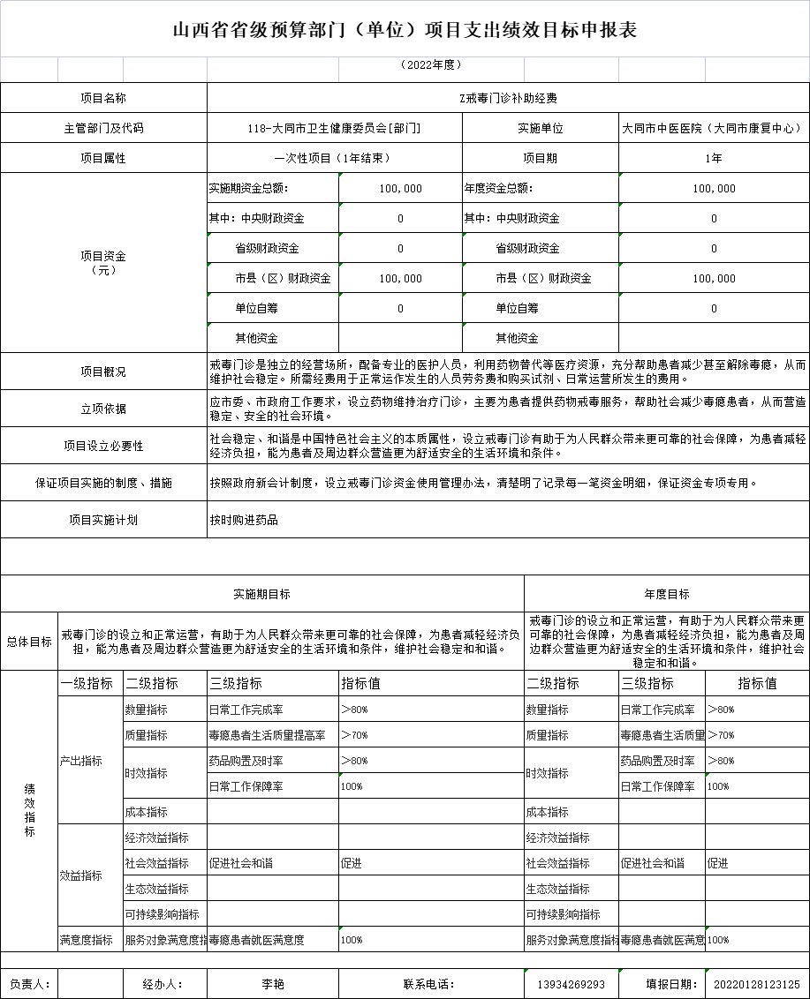 山西省省级预算部门（单位）项目支出绩效目标申报表
（2022年度）
项目名称 Z戒毒门诊补助经费
主管部门及代码 118-大同市卫生健康委员会[部门] 实施单位 大同市中医医院（大同市康复中心）
项目属性 一次性项目（1年结束） 项目期 1年
项目资金
（元）
实施期资金总额: 100,000 年度资金总额: 100,000
其中: 中央财政资金 0 其中: 中央财政资金 0
省级财政资金 0 省级财政资金 0
市县（区）财政资金 100,000 市县（区）财政资金 100,000
单位自筹 0 单位自筹 0
其他资金 其他资金
项目概况
戒毒门诊是独立的经营场所，配备专业的医护人员，利用药物替代等医疗资源，充分帮助患者减少甚至解除毒瘾，从而
维护社会稳定。所需经费用于正常运作发生的人员劳务费和购买试剂、日常运营所发生的费用。
立项依据
应市委、市政府工作要求，设立药物维持治疗门诊，主要为患者提供药物戒毒服务，帮助社会减少毒瘾患者，从而营造
稳定、安全的社会环境。
项目设立必要性
社会稳定、和谐是中国特色社会主义的本质属性，设立戒毒门诊有助于为人民群众带来更可靠的社会保障，为患者减轻
经济负担，能为患者及周边群众营造更为舒适安全的生活环境和条件。
保证项目实施的制度、措施 按照政府新会计制度，设立戒毒门诊资金使用管理办法，清楚明了记录每一笔资金明细，保证资金专项专用。
项目实施计划 按时购进药品
实施期目标 年度目标
总体目标
戒毒门诊的设立和正常运营，有助于为人民群众带来更可靠的社会保障，为患者减轻经济负
担，能为患者及周边群众营造更为舒适安全的生活环境和条件，维护社会稳定和和谐。
戒毒门诊的设立和正常运营，有助于为人民群众带来更
可靠的社会保障，为患者减轻经济负担，能为患者及周
边群众营造更为舒适安全的生活环境和条件，维护社会
稳定和和谐。
绩
效
指
标
一级指标 二级指标 三级指标 指标值 二级指标 三级指标 指标值
产出指标
数量指标 日常工作完成率 ＞80% 数量指标 日常工作完成率 ＞80%
质量指标 毒瘾患者生活质量提高率 ＞70% 质量指标 毒瘾患者生活质量 ＞70%
时效指标 药品购置及时率 ＞80% 时效指标 药品购置及时率 ＞80%
日常工作保障率 100% 日常工作保障率 100%
成本指标 成本指标
效益指标
经济效益指标 经济效益指标
社会效益指标 促进社会和谐 促进 社会效益指标 促进社会和谐 促进
生态效益指标 生态效益指标
可持续影响指标 可持续影响指标
满意度指标 服务对象满意度指 毒瘾患者就医满意度 100% 服务对象满意度指标 毒瘾患者就医满意 100%
负责人: 经办人: 李艳 联系电话: 13934269293 填报日期: 20220128123125